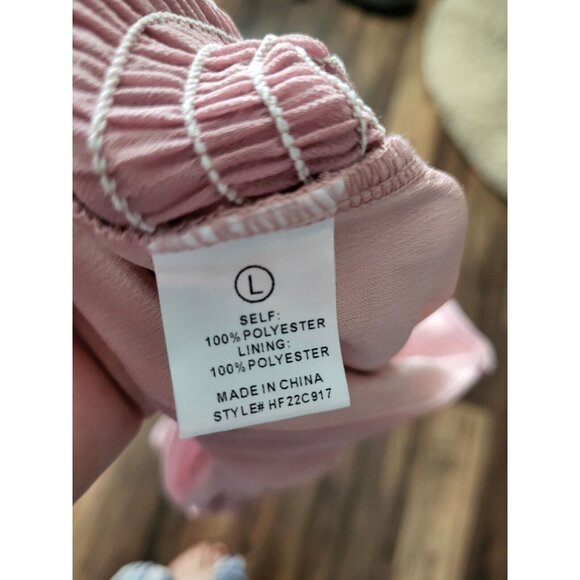 L
SELF:
100% POLYESTER
LINING:
100% POLYESTER
MADE IN CHINA
STYLE# HF22C917